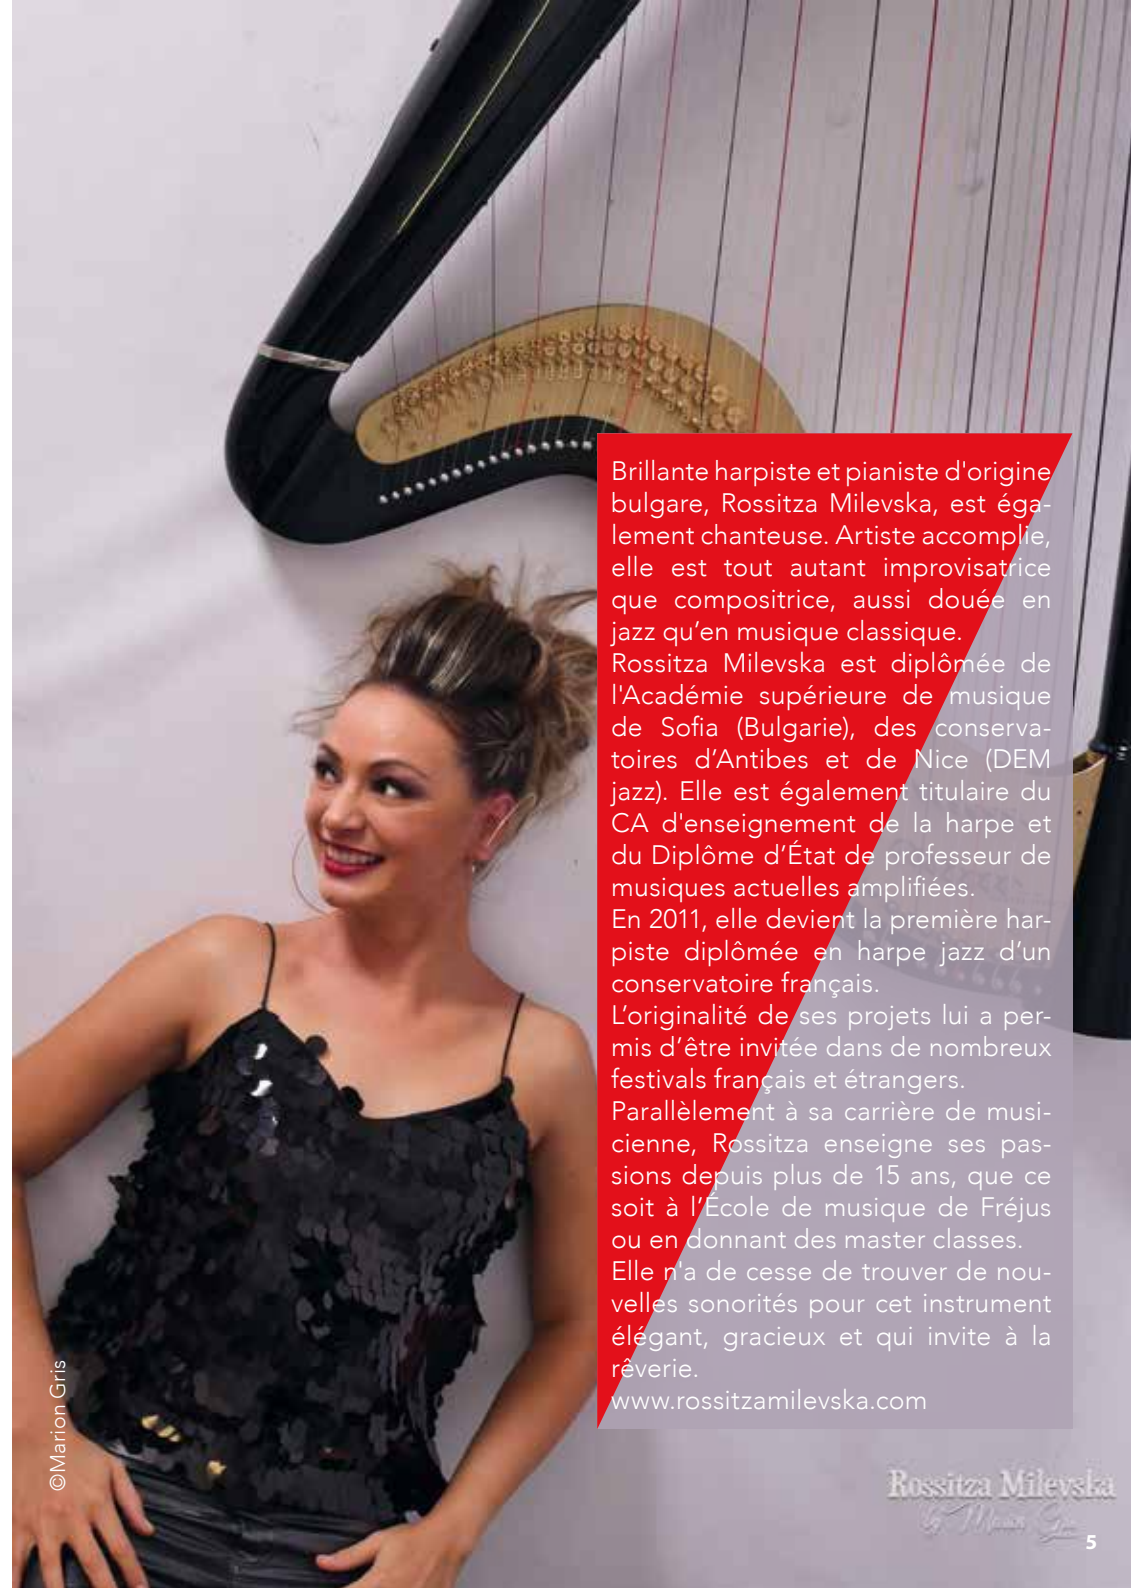 Brillante harpiste et pianiste d'origine
bulgare, Rossitza Milevska, est éga-
lement chanteuse. Artiste accomplie,
elle est tout autant improvisatrice
que compositrice, aussi douée en
jazz qu’en musique classique.
Rossitza Milevska est diplômée de
l'Académie supérieure de musique
de Sofia (Bulgarie), des conserva-
toires d’Antibes et de Nice (DEM
jazz). Elle est également titulaire du
CA d'enseignement de la harpe et
du Diplôme d’État de professeur de
musiques actuelles amplifiées.
En 2011, elle devient la première har-
piste diplômée en harpe jazz d’un
conservatoire français.
L’originalité de ses projets lui a per-
mis d’être invitée dans de nombreux
festivals français et étrangers.
Parallèlement à sa carrière de musi-
cienne, Rossitza enseigne ses pas-
sions depuis plus de 15 ans, que ce
soit à l’École de musique de Fréjus
ou en donnant des master classes.
Elle n'a de cesse de trouver de nou-
velles sonorités pour cet instrument
élégant, gracieux et qui invite à la
rêverie.
www.rossitzamilevska.com
©Marion Gris
Rossitza Milevska
by Marion Gris
5